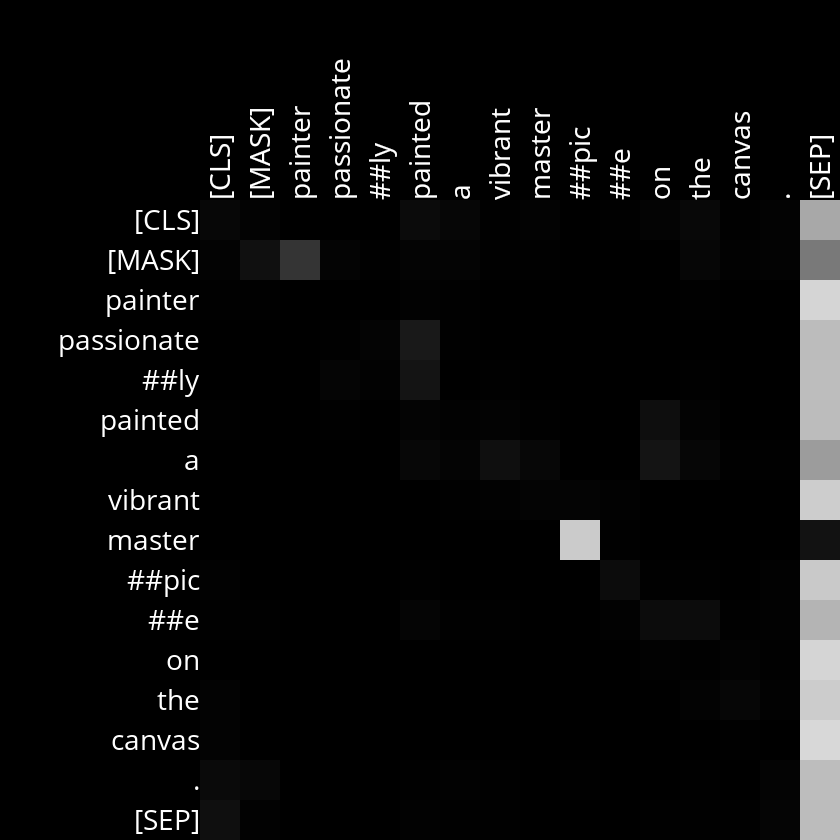 [CLS] [MASK] painter passionate ##ly painted a vibrant master ##pic ##e on the canvas . [SEP]
[CLS]
[MASK]
painter
passionate
##ly
painted
a
vibrant
master
##pic
##e
on
the
canvas
.
[SEP]